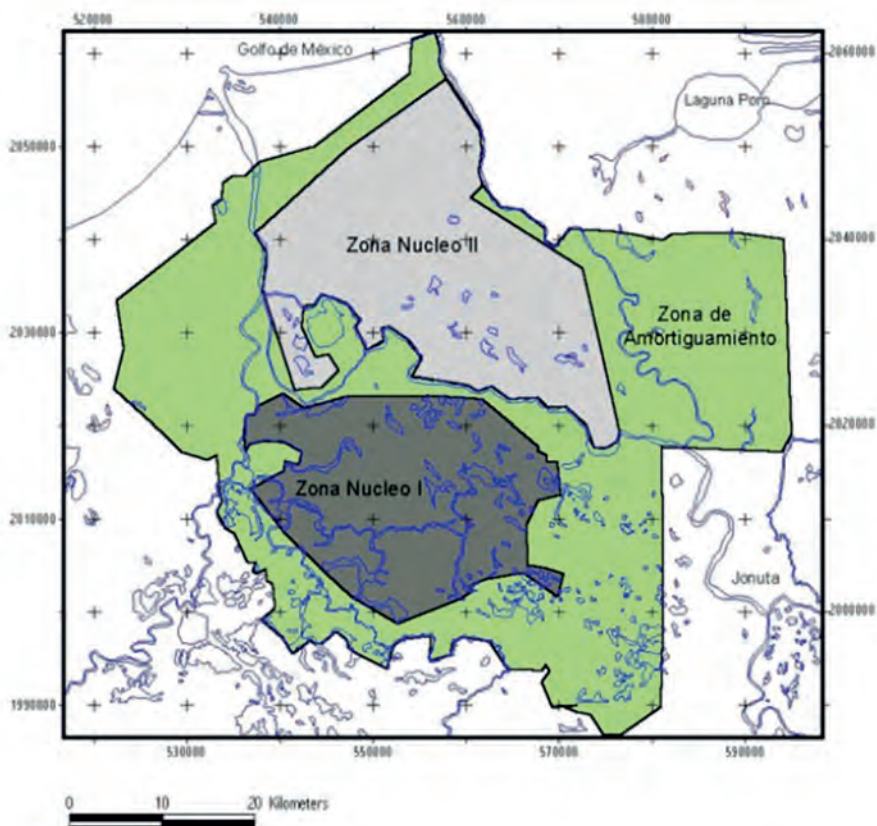 520000 540000 560000 580000
Golfo de México
2060000
Laguna Pom
2050000
Zona Nucleo II
2040000
Zona de
Amortiguamiento
2030000
2020000
Zona Nucleo I
2010000
Jonuta
2000000
1990000
530000 550000 570000 590000
0 10 20 Kilometers